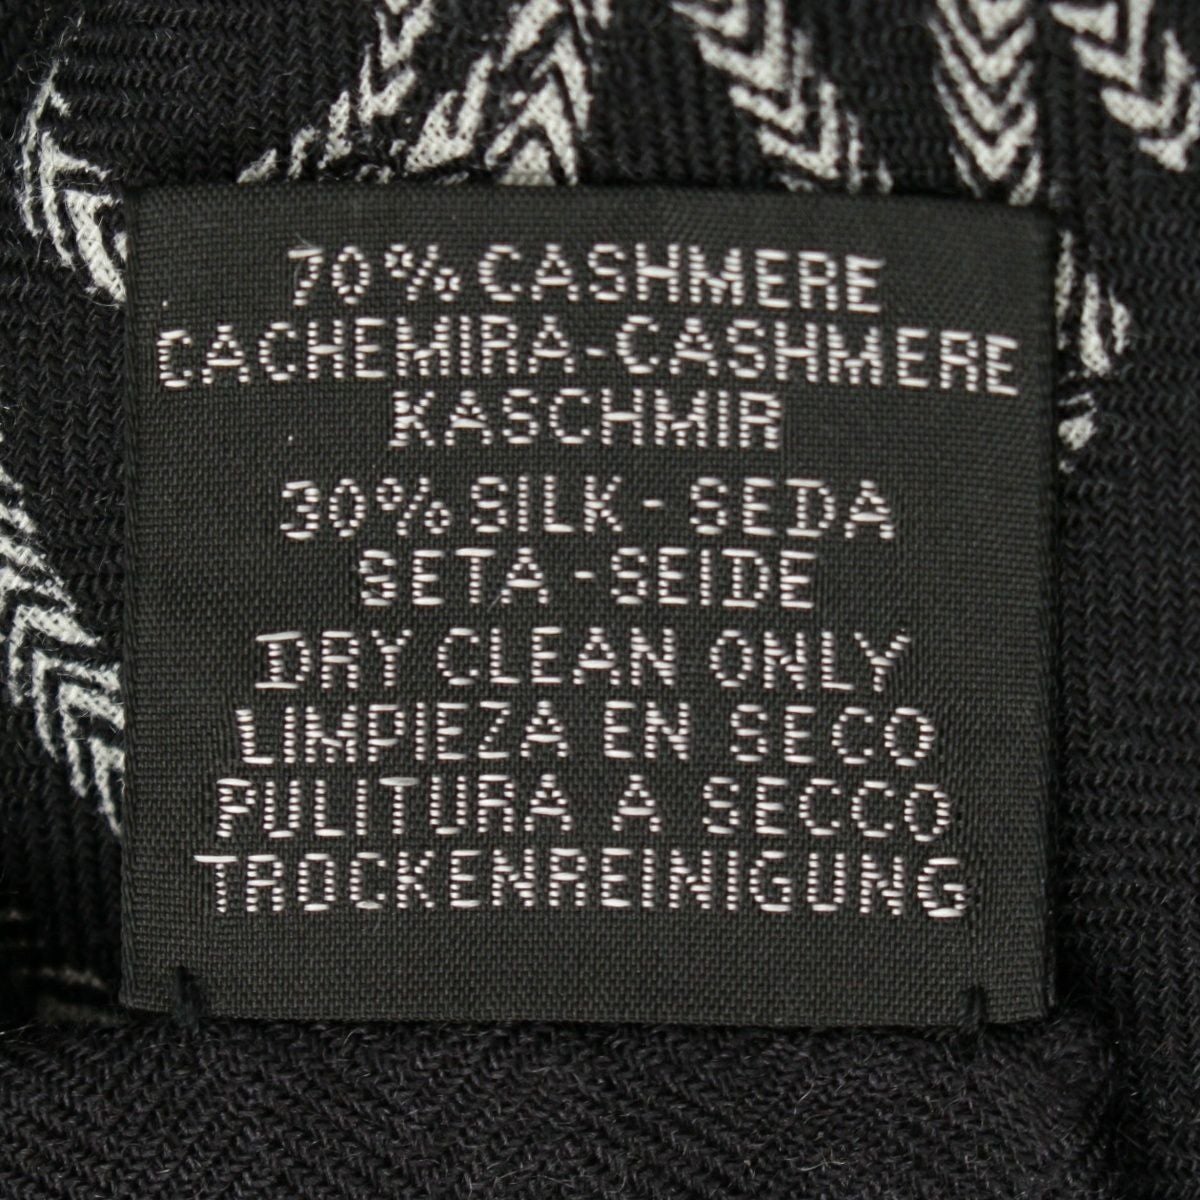 70% CASHMERE
CACHEMIRA-CASHMERE
KASCHMIR
30% SILK - SEDA
SETA - SEIDE
DRY CLEAN ONLY
LIMPIEZA EN SECO
PULITURA A SECCO
TROCKENREINIGUNG